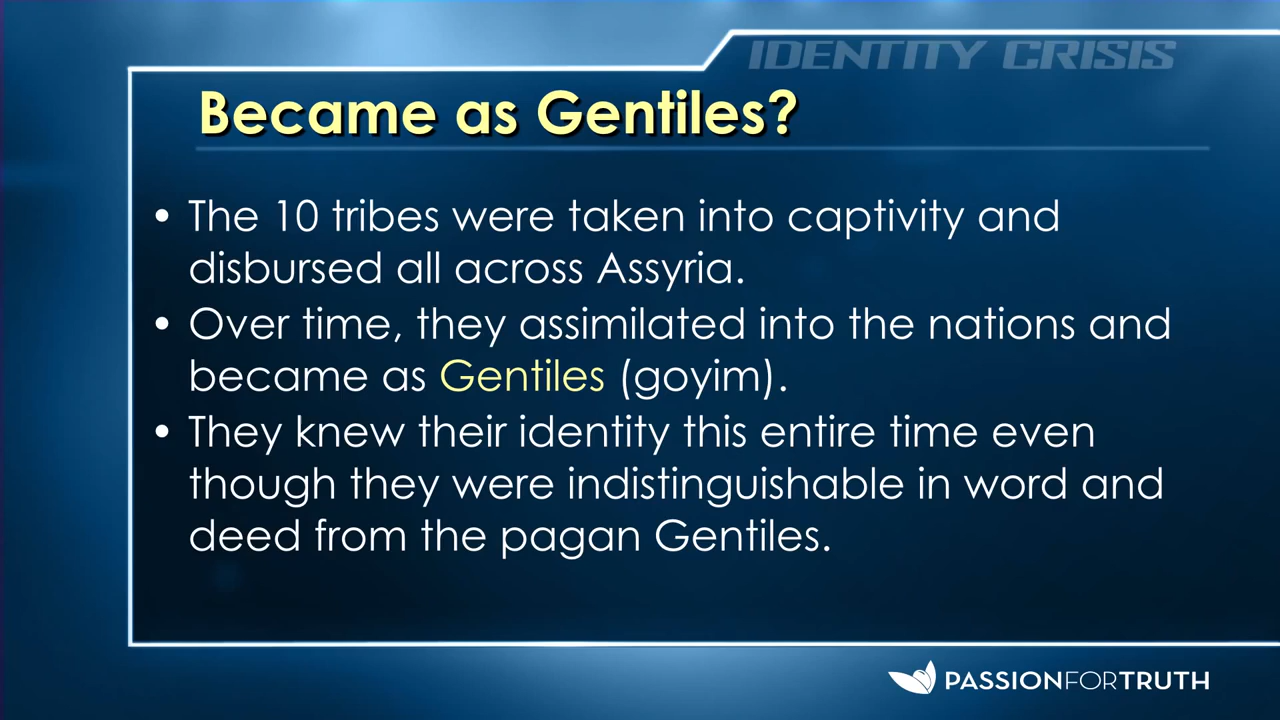 IDENTITY CRISIS
Became as Gentiles?
• The 10 tribes were taken into captivity and
disbursed all across Assyria.
• Over time, they assimilated into the nations and
became as Gentiles (goyim).
• They knew their identity this entire time even
though they were indistinguishable in word and
deed from the pagan Gentiles.
PASSIONFORTRUTH